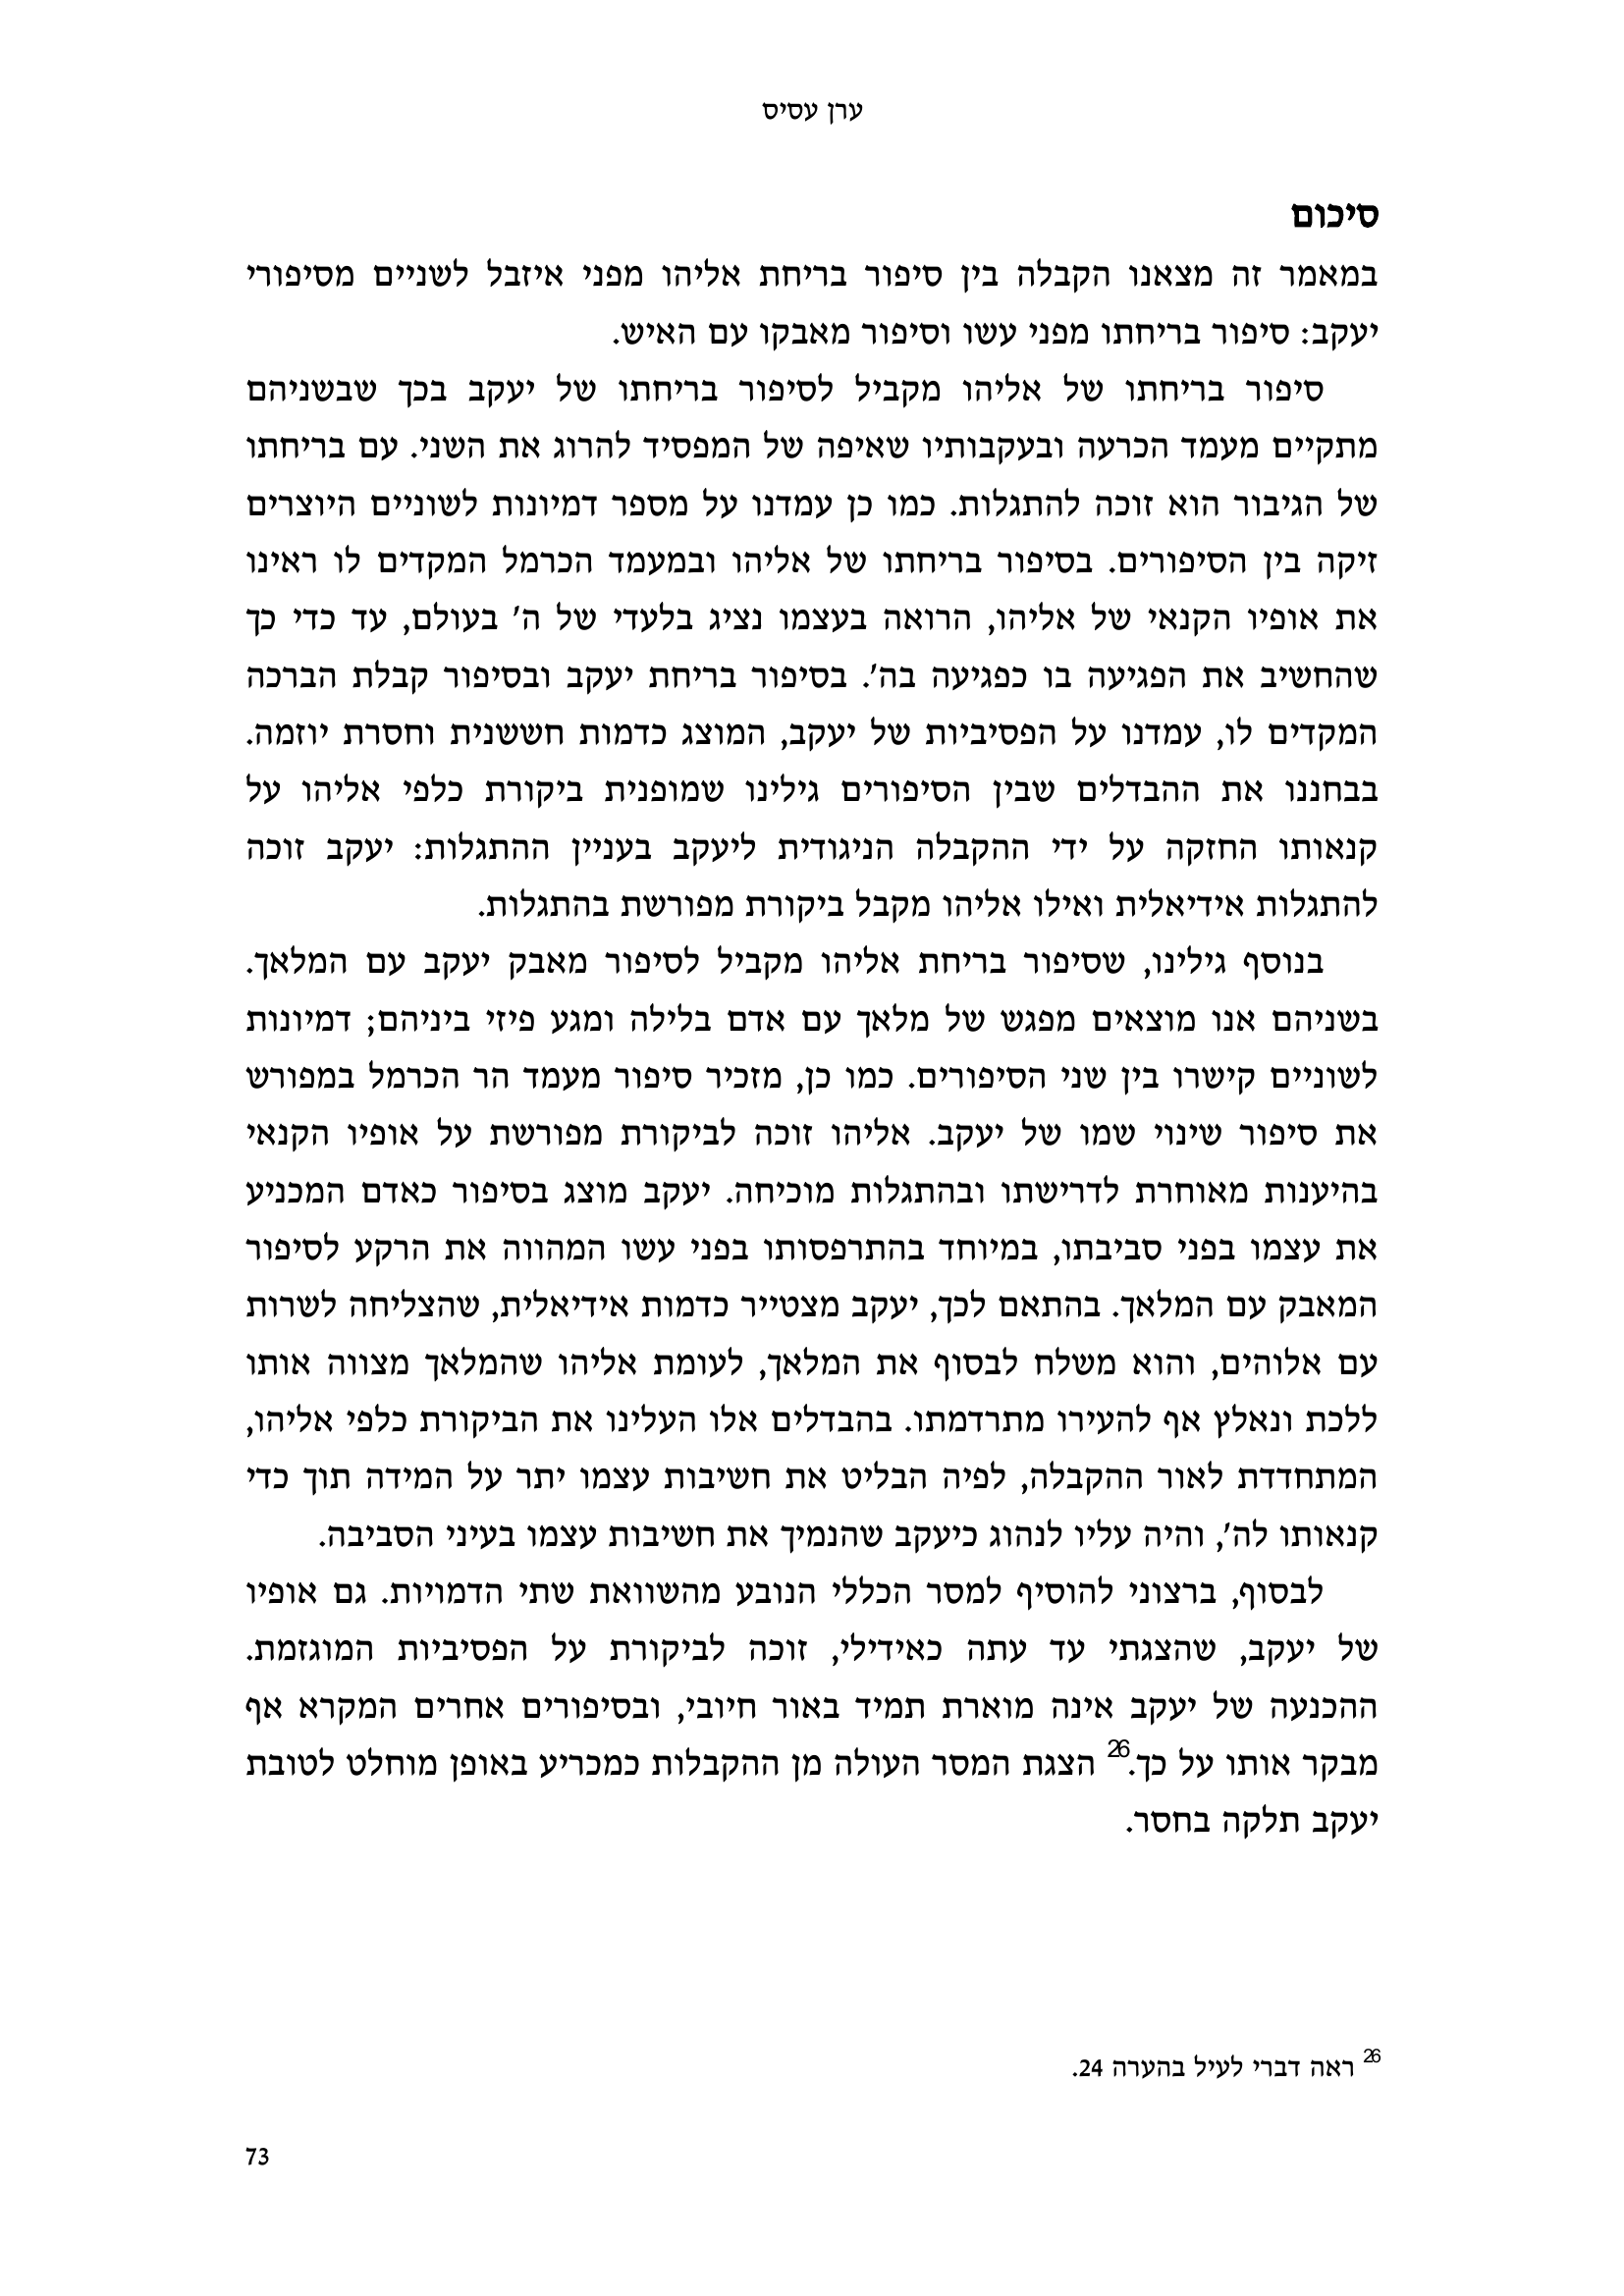 ערן עסיס
סיכום
במאמר זה מצאנו הקבלה בין סיפור בריחת אליהו מפני איזבל לשניים מסיפורי
יעקב: סיפור בריחתו מפני עשו וסיפור מאבקו עם האיש.
סיפור בריחתו של אליהו מקביל לסיפור בריחתו של יעקב בכך שבשניהם
מתקיים מעמד הכרעה ובעקבותיו שאיפה של המפסיד להרוג את השני. עם בריחתו
של הגיבור הוא זוכה להתגלות. כמו כן עמדנו על מספר דמיונות לשוניים היוצרים
זיקה בין הסיפורים. בסיפור בריחתו של אליהו ובמעמד הכרמל המקדים לו ראינו
את אופיו הקנאי של אליהו, הרואה בעצמו נציג בלעדי של ה' בעולם, עד כדי כך
שהחשיב את הפגיעה בו כפגיעה בה'. בסיפור בריחת יעקב ובסיפור קבלת הברכה
המקדים לו, עמדנו על הפסיביות של יעקב, המוצג כדמות חששנית וחסרת יוזמה.
בבחננו את ההבדלים שבין הסיפורים גילינו שמופנית ביקורת כלפי אליהו על
קנאותו החזקה על ידי ההקבלה הניגודית ליעקב בעניין ההתגלות: יעקב זוכה
להתגלות אידיאלית ואילו אליהו מקבל ביקורת מפורשת בהתגלות.
בנוסף גילינו, שסיפור בריחת אליהו מקביל לסיפור מאבק יעקב עם המלאך.
בשניהם אנו מוצאים מפגש של מלאך עם אדם בלילה ומגע פיזי ביניהם; דמיונות
לשוניים קישרו בין שני הסיפורים. כמו כן, מזכיר סיפור מעמד הר הכרמל במפורש
את סיפור שינוי שמו של יעקב. אליהו זוכה לביקורת מפורשת על אופיו הקנאי
בהיענות מאוחרת לדרישתו ובהתגלות מוכיחה. יעקב מוצג בסיפור כאדם המכניע
את עצמו בפני סביבתו, במיוחד בהתרפסותו בפני עשו המהווה את הרקע לסיפור
המאבק עם המלאך. בהתאם לכך, יעקב מצטייר כדמות אידיאלית, שהצליחה לשרות
עם אלוהים, והוא משלח לבסוף את המלאך, לעומת אליהו שהמלאך מצווה אותו
ללכת ונאלץ אף להעירו מתרדמתו. בהבדלים אלו העלינו את הביקורת כלפי אליהו,
המתחדדת לאור ההקבלה, לפיה הבליט את חשיבות עצמו יתר על המידה תוך כדי
קנאותו לה', והיה עליו לנהוג כיעקב שהנמיך את חשיבות עצמו בעיני הסביבה.
לבסוף, ברצוני להוסיף למסר הכללי הנובע מהשוואת שתי הדמויות. גם אופיו
של יעקב, שהצגתי עד עתה כאידילי, זוכה לביקורת על הפסיביות המוגזמת.
ההכנעה של יעקב אינה מוארת תמיד באור חיובי, ובסיפורים אחרים המקרא אף
מבקר אותו על כך.26 הצגת המסר העולה מן ההקבלות כמכריע באופן מוחלט לטובת
יעקב תלקה בחסר.
26 ראה דברי לעיל בהערה 24.
73